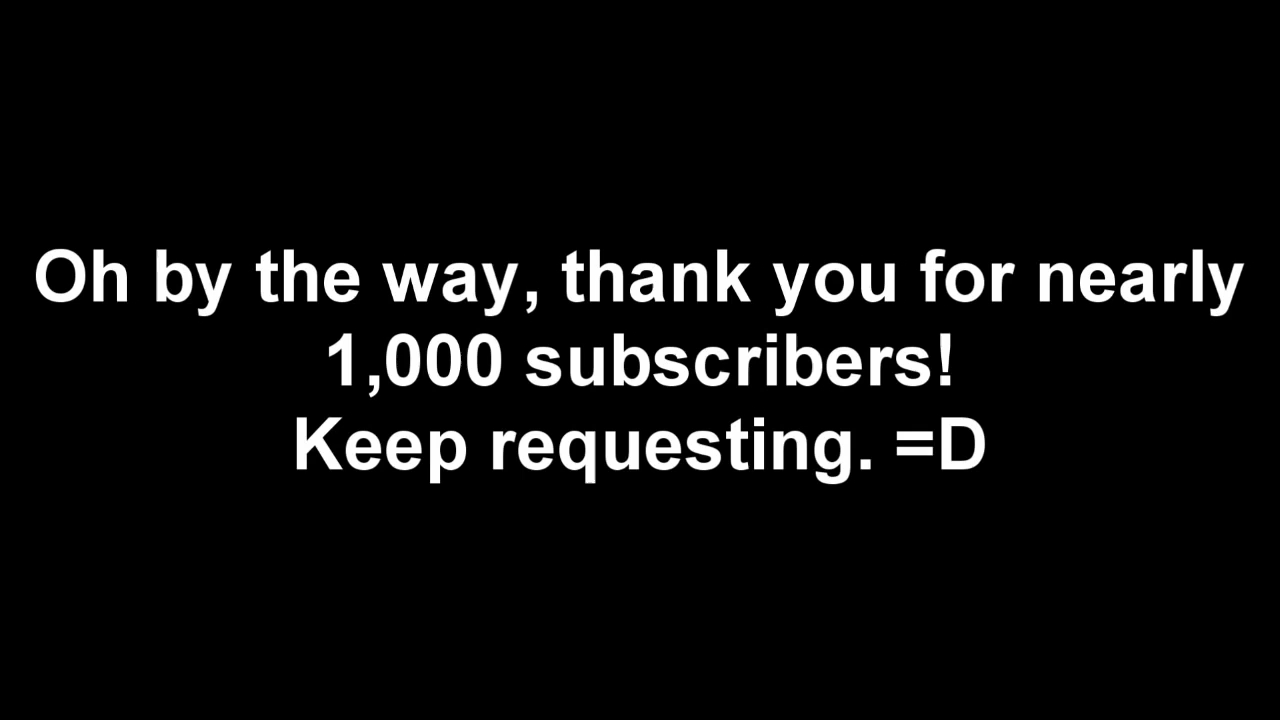 Oh by the way, thank you for nearly
1,000 subscribers!
Keep requesting. =D